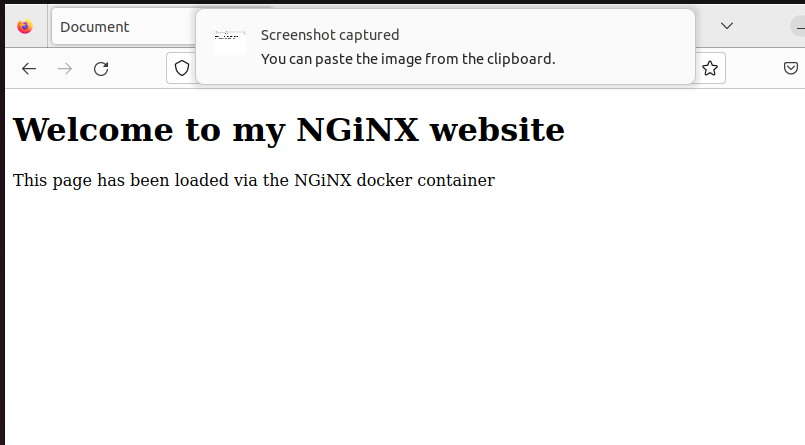 Document
Screenshot captured
You can paste the image from the clipboard.
Welcome to my NGiNX website
This page has been loaded via the NGiNX docker container